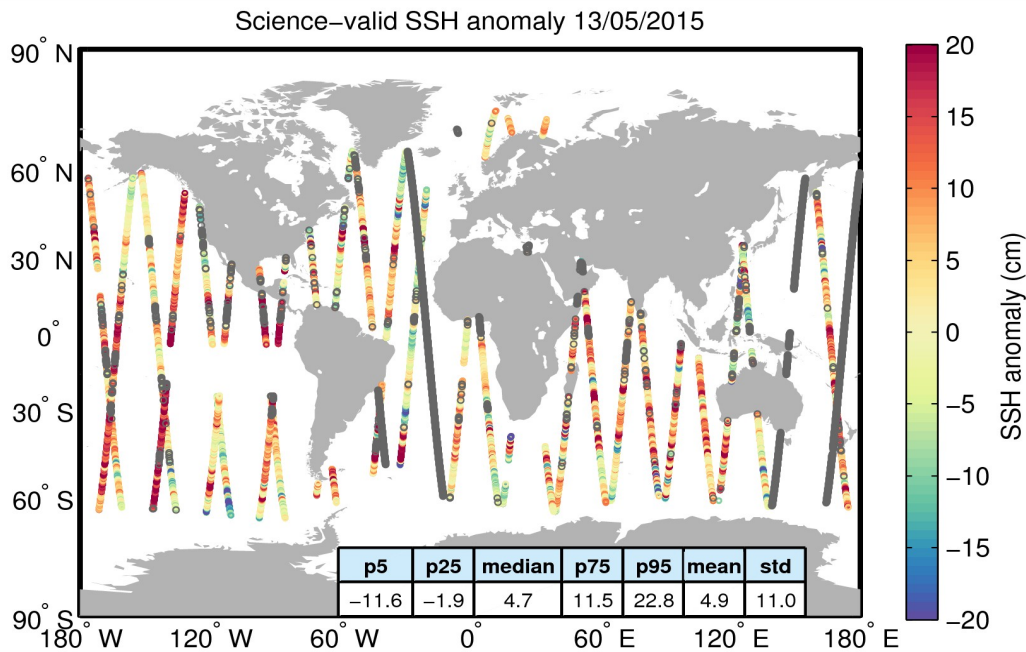 Science−valid SSH anomaly 13/05/2015
90° N
60° N
30° N
0°
30° S
60° S
90° S
180° W
120° W
60° W
0°
60° E
120° E
180° E
p5 p25 median p75 p95 mean std
−11.6 −1.9 4.7 11.5 22.8 4.9 11.0
20
15
10
5
0
−5
−10
−15
−20
SSH anomaly (cm)